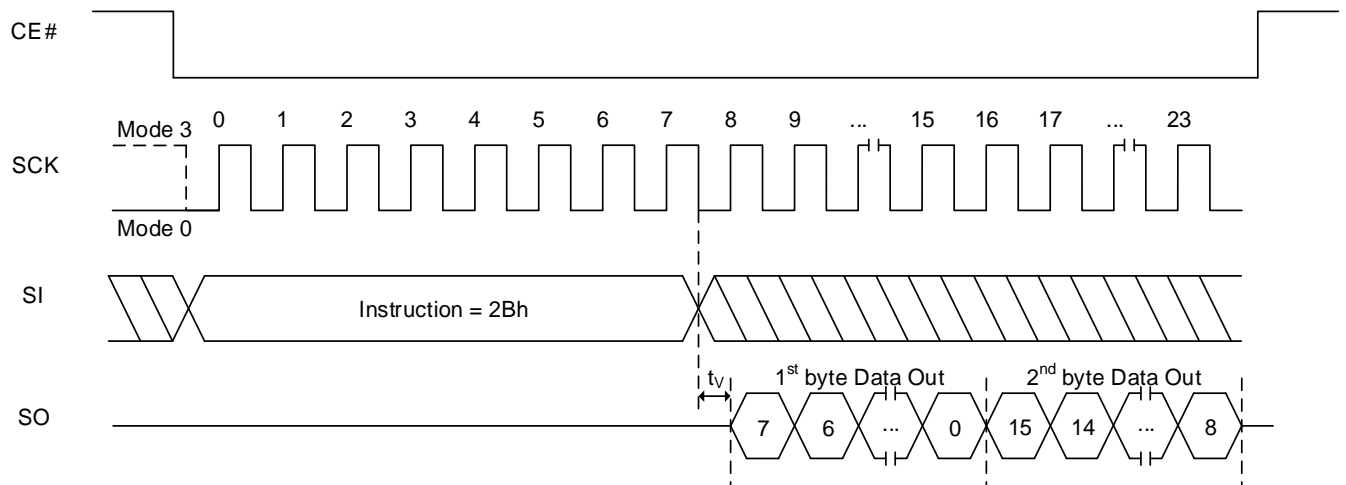 CE#
0 1 2 3 4 5 6 7 8 9 ... 15 16 17 ... 23
Mode 3
SCK
Mode 0
SI
Instruction = 2Bh
tV
1st byte Data Out
2nd byte Data Out
SO
7 6 ... 0 15 14 ... 8